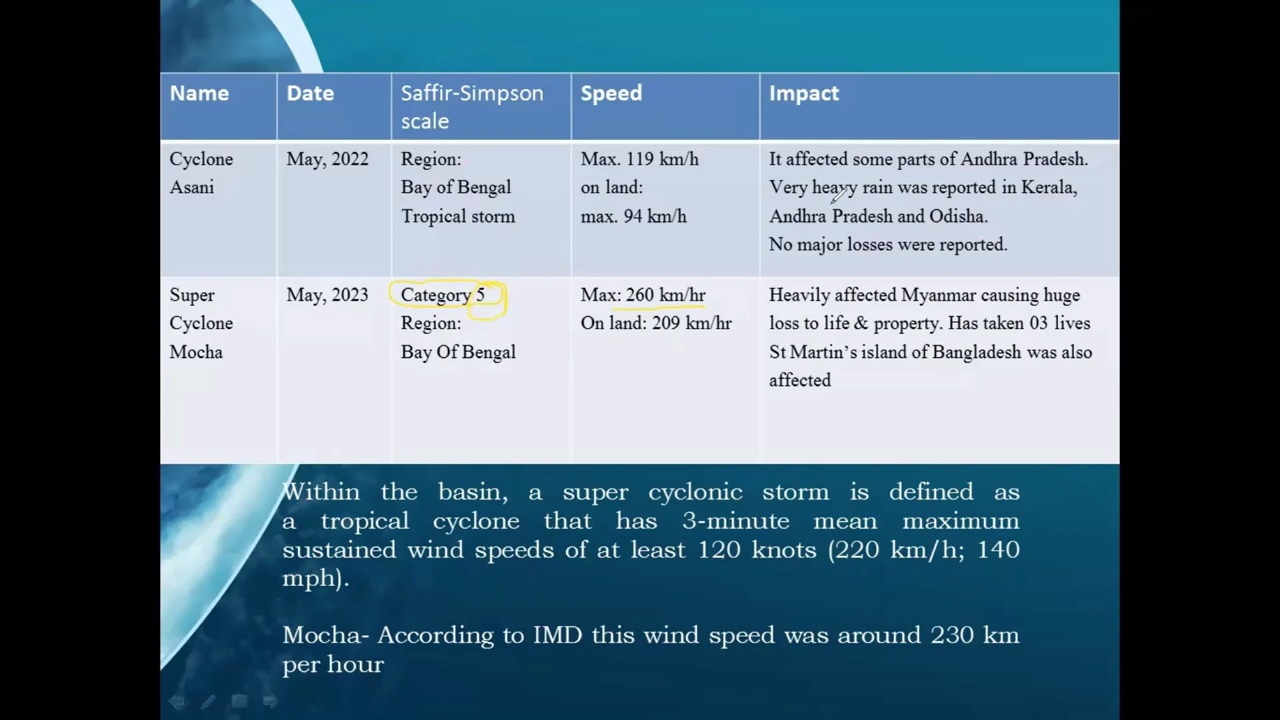 Name Date Saffir-Simpson scale Speed Impact
Cyclone Asani
May, 2022
Region:
Bay of Bengal
Tropical storm
Max. 119 km/h
on land:
max. 94 km/h
It affected some parts of Andhra Pradesh.
Very heavy rain was reported in Kerala,
Andhra Pradesh and Odisha.
No major losses were reported.
Super
Cyclone
Mocha
May, 2023
Category 5
Region:
Bay Of Bengal
Max: 260 km/hr
On land: 209 km/hr
Heavily affected Myanmar causing huge
loss to life & property. Has taken 03 lives
St Martin's island of Bangladesh was also
affected
Within the basin, a super cyclonic storm is defined as
a tropical cyclone that has 3-minute mean maximum
sustained wind speeds of at least 120 knots (220 km/h; 140
mph).
Mocha- According to IMD this wind speed was around 230 km
per hour